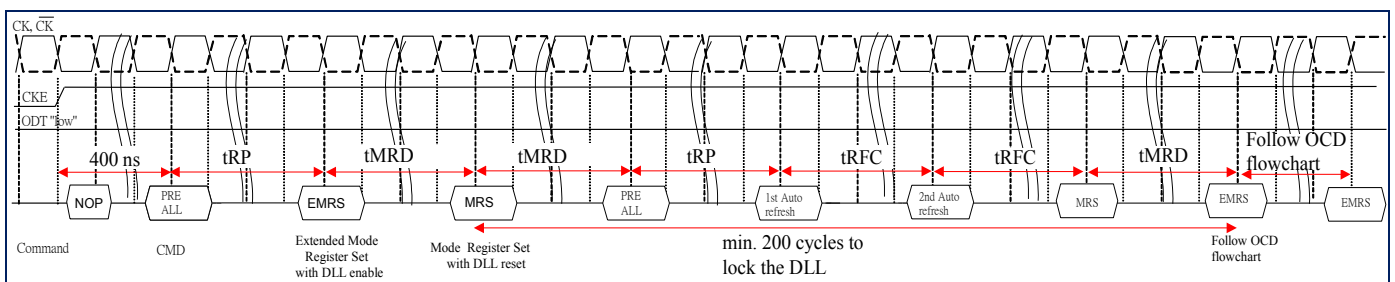 CK, CK
CKE
ODT "low"
400 ns
tRP
tMRD
tMRD
tRP
tRFC
tRFC
tMRD
Follow OCD
flowchart
NOP
PRE
ALL
EMRS
MRS
PRE
ALL
1st Auto
refresh
2nd Auto
refresh
MRS
EMRS
EMRS
Command
CMD
Extended Mode
Register Set
with DLL enable
Mode Register Set
with DLL reset
min. 200 cycles to
lock the DLL
Follow OCD
flowchart